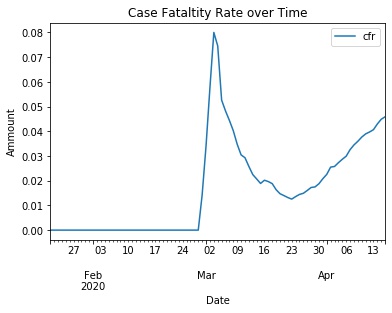 Case Fataltity Rate over Time
cfr
Ammount
0.08
0.07
0.06
0.05
0.04
0.03
0.02
0.01
0.00
27 03 10 17 24 02 09 16 23 30 06 13
Feb Mar Apr
2020
Date